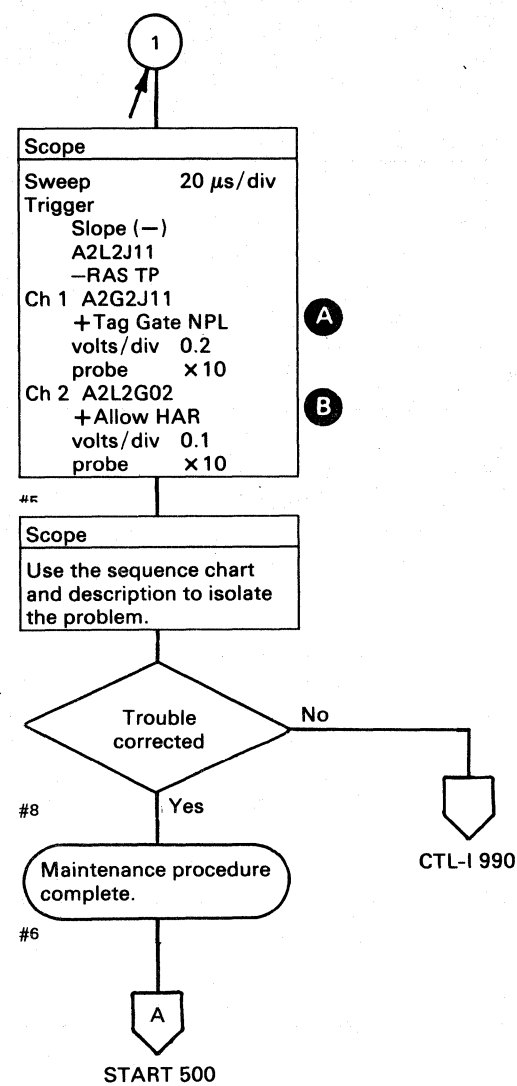 1
Scope
Sweep 20 μs/div
Trigger
Slope (−)
A2L2J11
−RAS TP
Ch 1 A2G2J11
+Tag Gate NPL
volts/div 0.2
probe ×10
A
Ch 2 A2L2G02
+Allow HAR
volts/div 0.1
probe ×10
B
Scope
Use the sequence chart
and description to isolate
the problem.
Trouble
corrected
No
Yes
#8
CTL-I 990
Maintenance procedure
complete.
#6
A
START 500